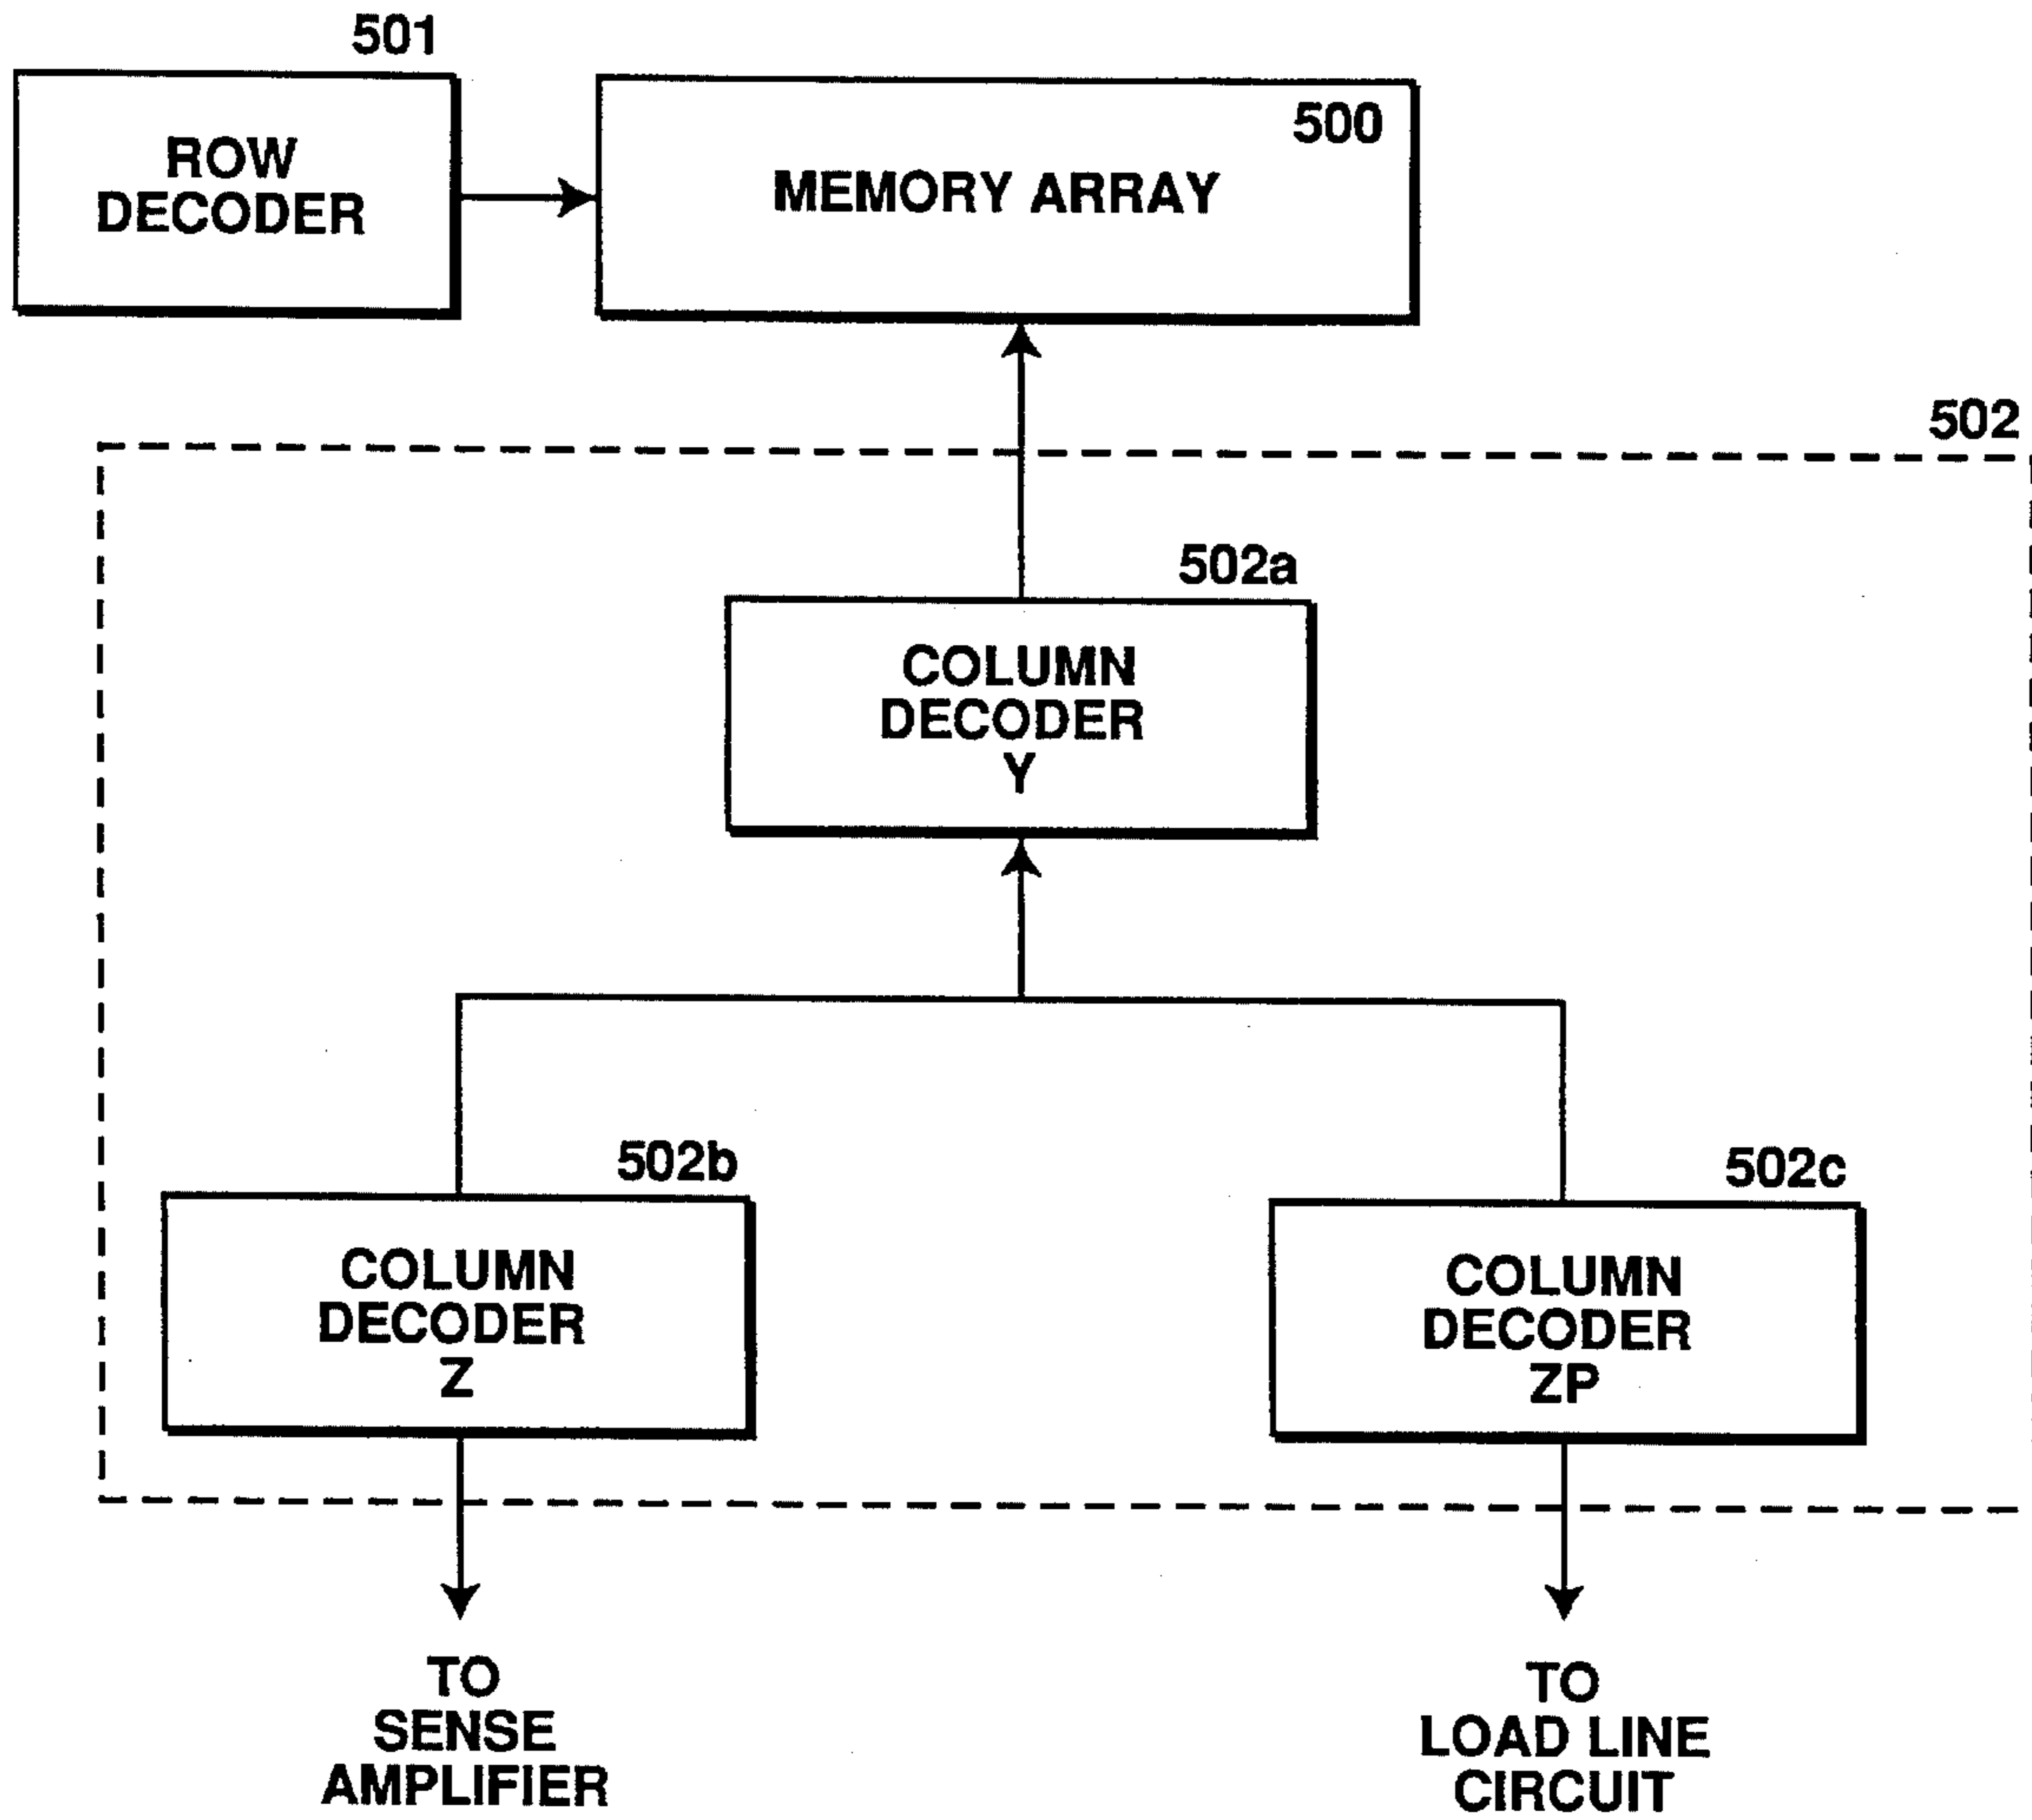 501
ROW
DECODER
500
MEMORY ARRAY
502
502a
COLUMN
DECODER
Y
502b
COLUMN
DECODER
Z
502c
COLUMN
DECODER
ZP
TO
SENSE
AMPLIFIER
TO
LOAD LINE
CIRCUIT